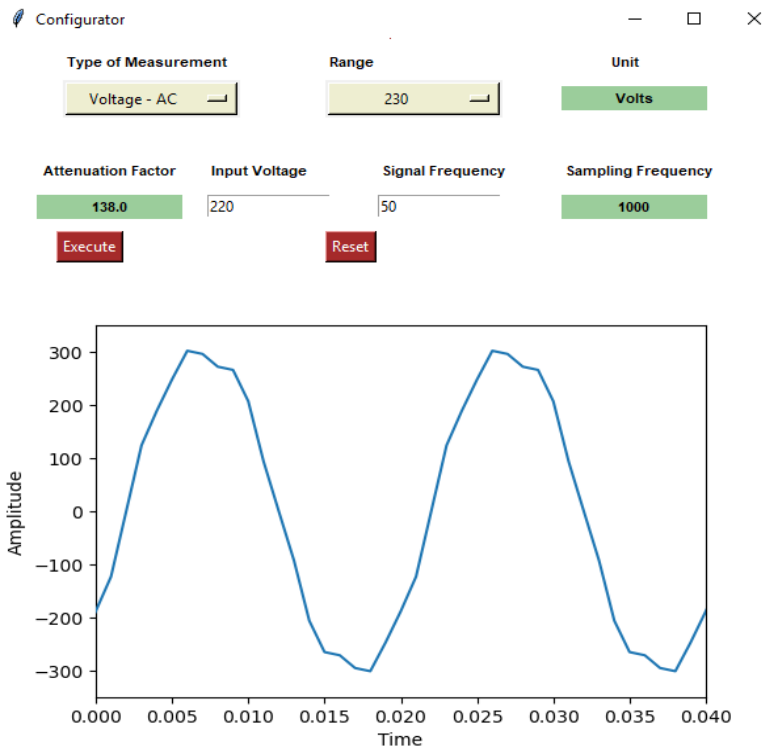 Configurator
Type of Measurement Range Unit
Voltage - AC 230 Volts
Attenuation Factor Input Voltage Signal Frequency Sampling Frequency
138.0 220 50 1000
Execute Reset
300
200
100
0
−100
−200
−300
Amplitude
0.000 0.005 0.010 0.015 0.020 0.025 0.030 0.035 0.040
Time